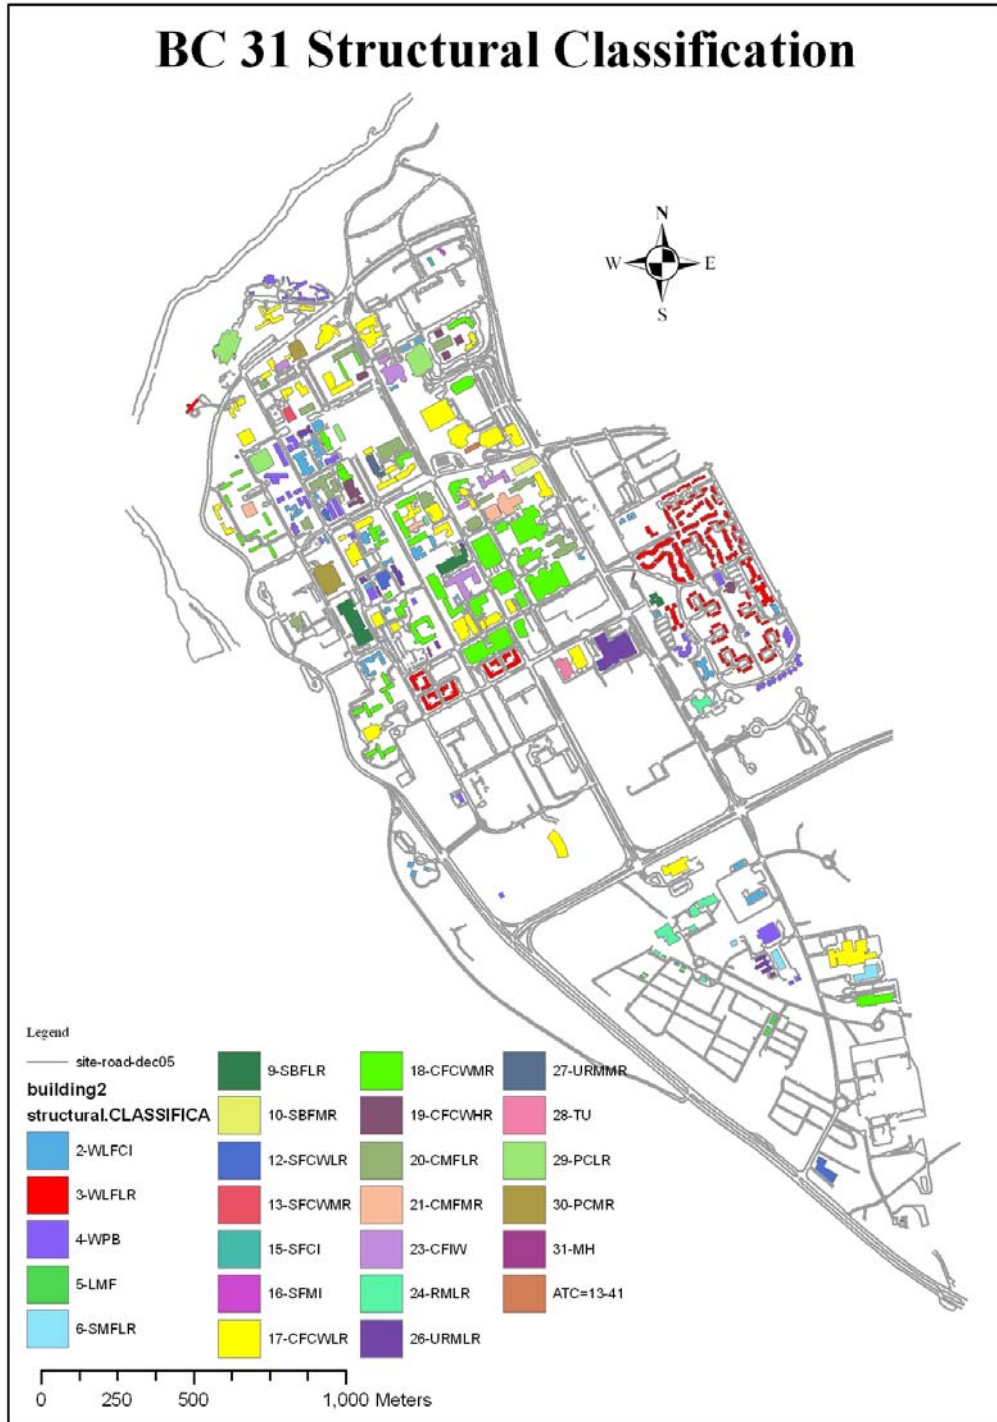 BC 31 Structural Classification
N
W E
S
Legend
site-road-dec05
building2
structural.CLASSIFICA
2-WLFCI
3-WLFLR
4-WPB
5-LMF
6-SMFLR
9-SBFLR
10-SBFMR
12-SFCWLR
13-SFCWMR
15-SFCI
16-SFMI
17-CFCWLR
18-CFCWMR
19-CFCWHR
20-CMFLR
21-CMFMR
23-CFIW
24-RMLR
26-URMLR
27-URMMR
28-TU
29-PCLR
30-PCMR
31-MH
ATC=13-41
0 250 500 1,000 Meters